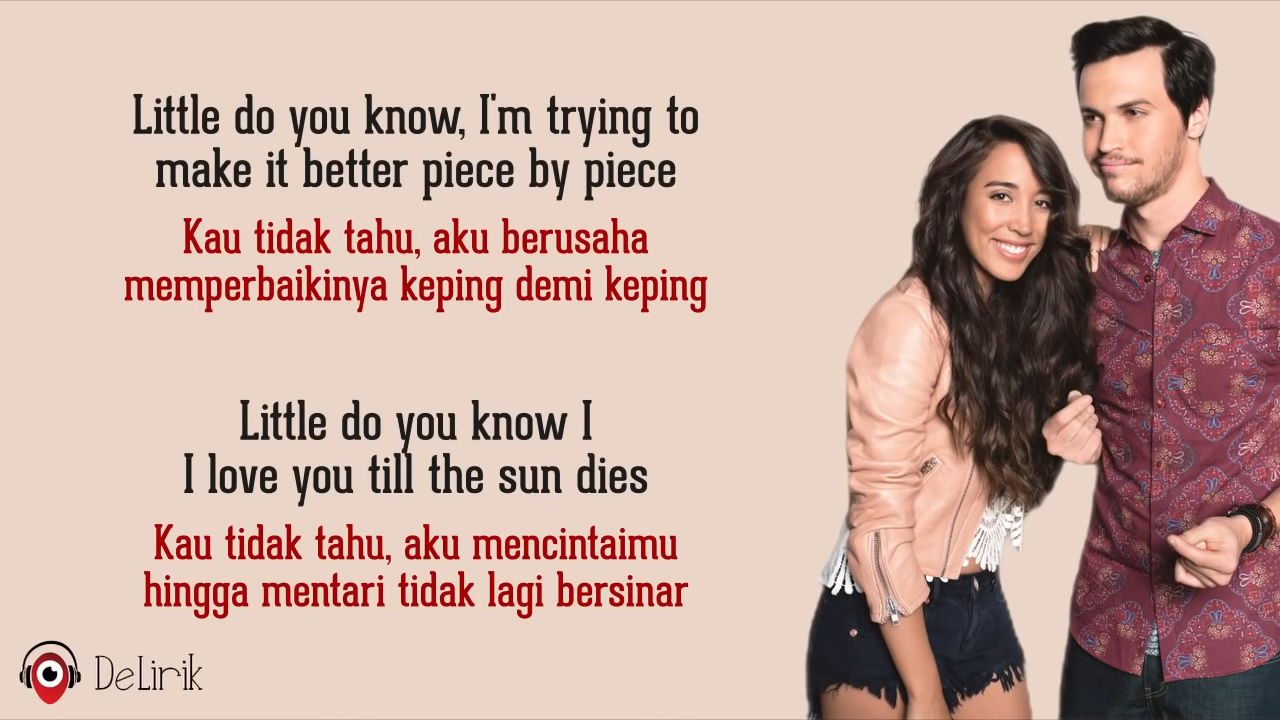 Little do you know, I'm trying to
make it better piece by piece
Kau tidak tahu, aku berusaha
memperbaikinya keping demi keping
Little do you know I
I love you till the sun dies
Kau tidak tahu, aku mencintaimu
hingga mentari tidak lagi bersinar
DeLirik